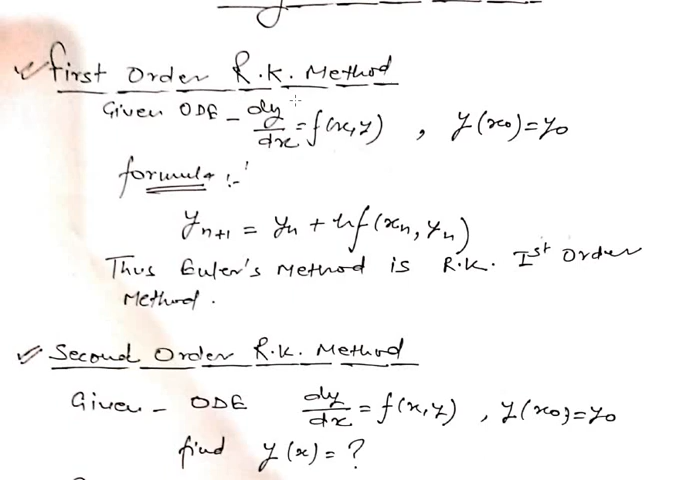 First Order R.K. Method
Given ODE - dy/dx = f(x,y) , y(x₀)=y₀
formula :-
yₙ₊₁ = yₙ + hf(xₙ, yₙ)
Thus Euler's Method is R.K. Iˢᵗ Order
Method.
Second Order R.K. Method
Given - ODE dy/dx = f(x,y) , y(x₀)=y₀
find y(x) = ?